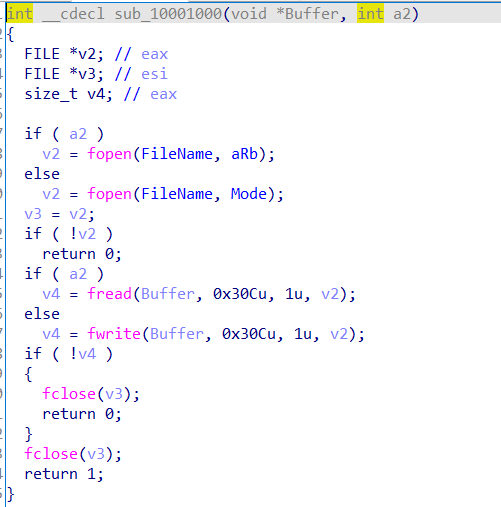 int __cdecl sub_10001000(void *Buffer, int a2)
{
  FILE *v2; // eax
  FILE *v3; // esi
  size_t v4; // eax

  if ( a2 )
    v2 = fopen(FileName, aRb);
  else
    v2 = fopen(FileName, Mode);
  v3 = v2;
  if ( !v2 )
    return 0;
  if ( a2 )
    v4 = fread(Buffer, 0x30Cu, 1u, v2);
  else
    v4 = fwrite(Buffer, 0x30Cu, 1u, v2);
  if ( !v4 )
  {
    fclose(v3);
    return 0;
  }
  fclose(v3);
  return 1;
}